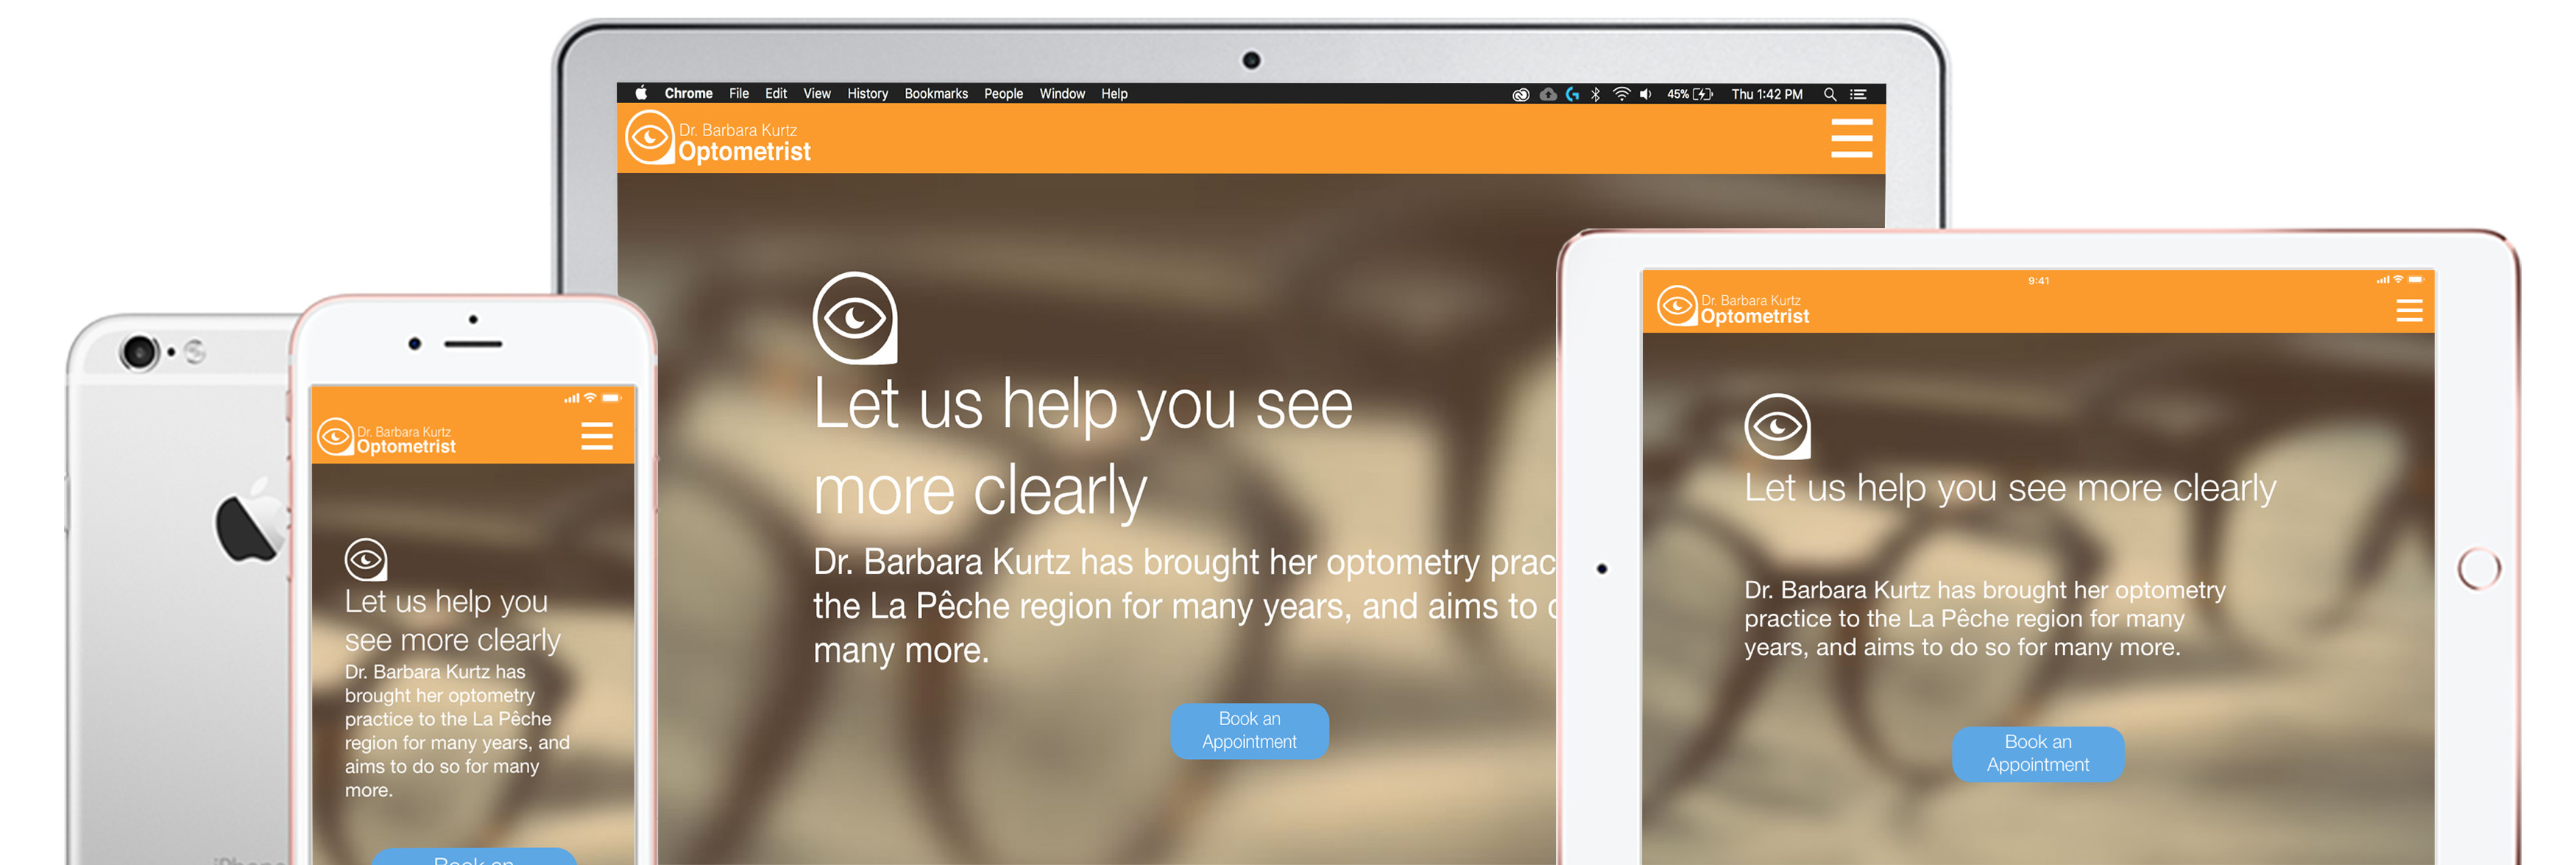 Chrome File Edit View History Bookmarks People Window Help 45% Thu 1:42 PM
Dr. Barbara Kurtz
Optometrist
Let us help you see
more clearly
Dr. Barbara Kurtz has brought her optometry prac
the La Pêche region for many years, and aims to
many more.
Book an
Appointment
iPhone
Dr. Barbara Kurtz
Optometrist
Let us help you
see more clearly
Dr. Barbara Kurtz has
brought her optometry
practice to the La Pêche
region for many years, and
aims to do so for many
more.
Book an
9:41
Dr. Barbara Kurtz
Optometrist
Let us help you see more clearly
Dr. Barbara Kurtz has brought her optometry
practice to the La Pêche region for many
years, and aims to do so for many more.
Book an
Appointment